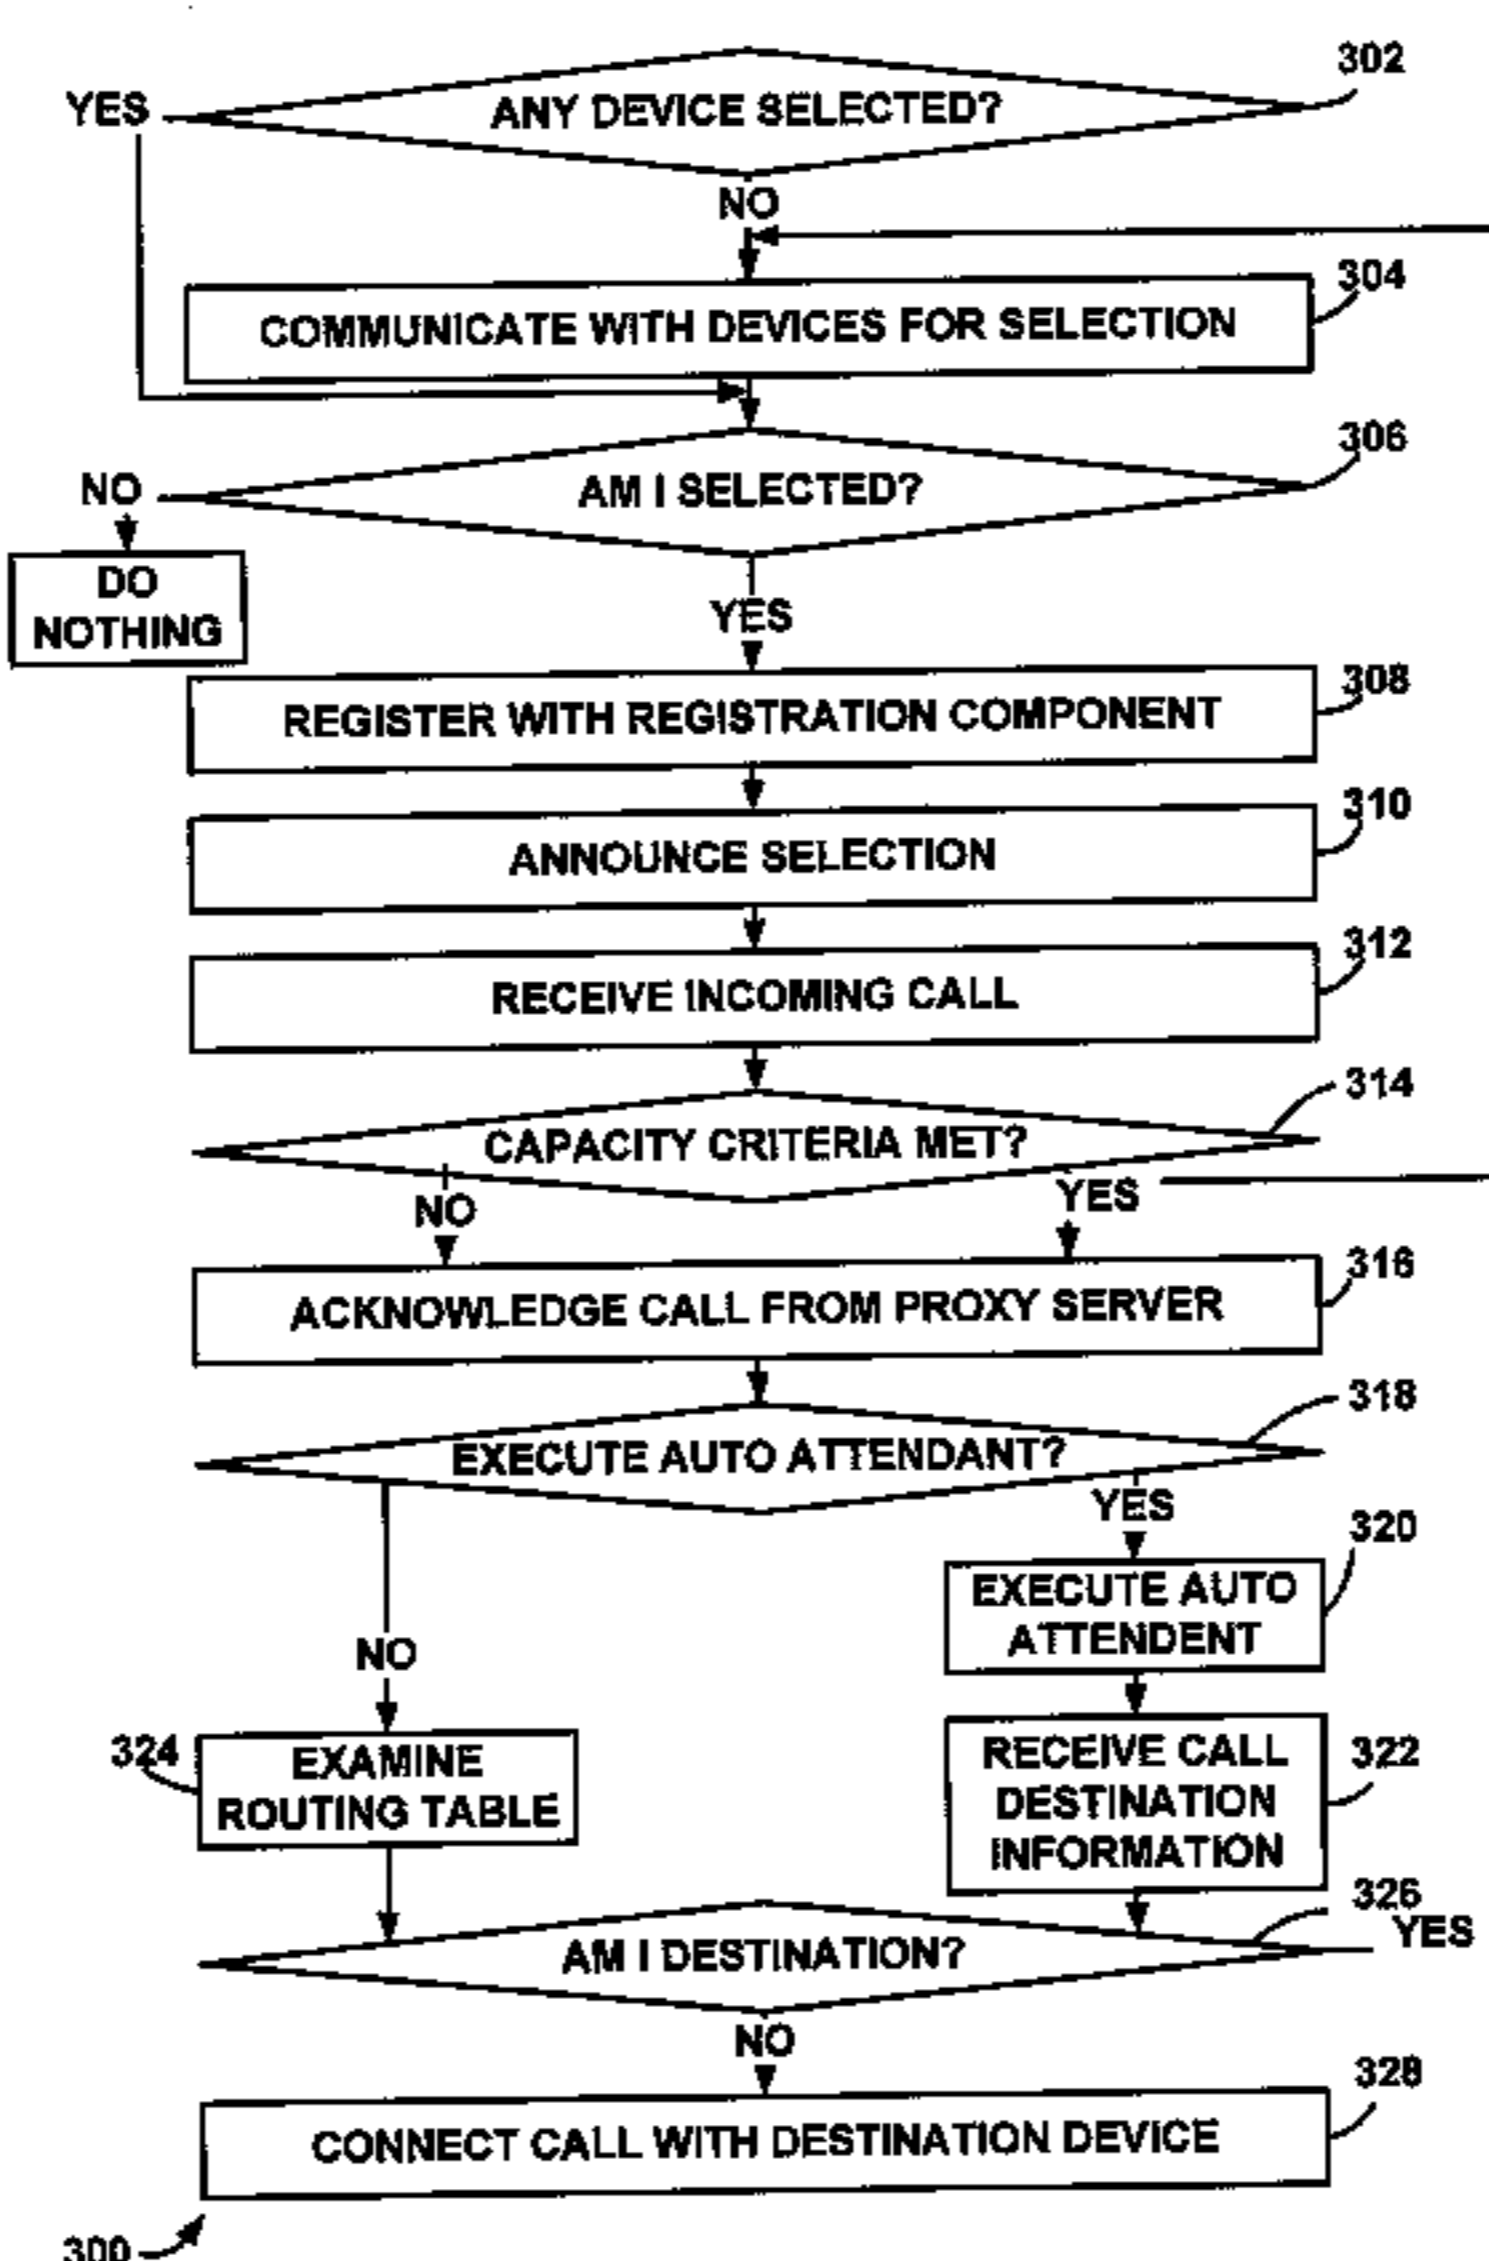 302
YES
ANY DEVICE SELECTED?
NO
304
COMMUNICATE WITH DEVICES FOR SELECTION
306
NO
AM I SELECTED?
DO
NOTHING
YES
308
REGISTER WITH REGISTRATION COMPONENT
310
ANNOUNCE SELECTION
312
RECEIVE INCOMING CALL
314
CAPACITY CRITERIA MET?
NO
YES
316
ACKNOWLEDGE CALL FROM PROXY SERVER
318
EXECUTE AUTO ATTENDANT?
YES
320
EXECUTE AUTO
ATTENDENT
NO
324
EXAMINE
ROUTING TABLE
322
RECEIVE CALL
DESTINATION
INFORMATION
326
YES
AM I DESTINATION?
NO
328
CONNECT CALL WITH DESTINATION DEVICE
300